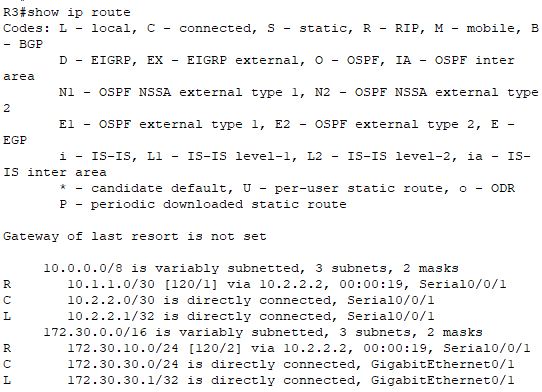 R3#show ip route
Codes: L - local, C - connected, S - static, R - RIP, M - mobile, B
- BGP
       D - EIGRP, EX - EIGRP external, O - OSPF, IA - OSPF inter
area
       N1 - OSPF NSSA external type 1, N2 - OSPF NSSA external type
2
       E1 - OSPF external type 1, E2 - OSPF external type 2, E -
EGP
       i - IS-IS, L1 - IS-IS level-1, L2 - IS-IS level-2, ia - IS-
IS inter area
       * - candidate default, U - per-user static route, o - ODR
       P - periodic downloaded static route

Gateway of last resort is not set

     10.0.0.0/8 is variably subnetted, 3 subnets, 2 masks
R       10.1.1.0/30 [120/1] via 10.2.2.2, 00:00:19, Serial0/0/1
C       10.2.2.0/30 is directly connected, Serial0/0/1
L       10.2.2.1/32 is directly connected, Serial0/0/1
     172.30.0.0/16 is variably subnetted, 3 subnets, 2 masks
R       172.30.10.0/24 [120/2] via 10.2.2.2, 00:00:19, Serial0/0/1
C       172.30.30.0/24 is directly connected, GigabitEthernet0/1
L       172.30.30.1/32 is directly connected, GigabitEthernet0/1